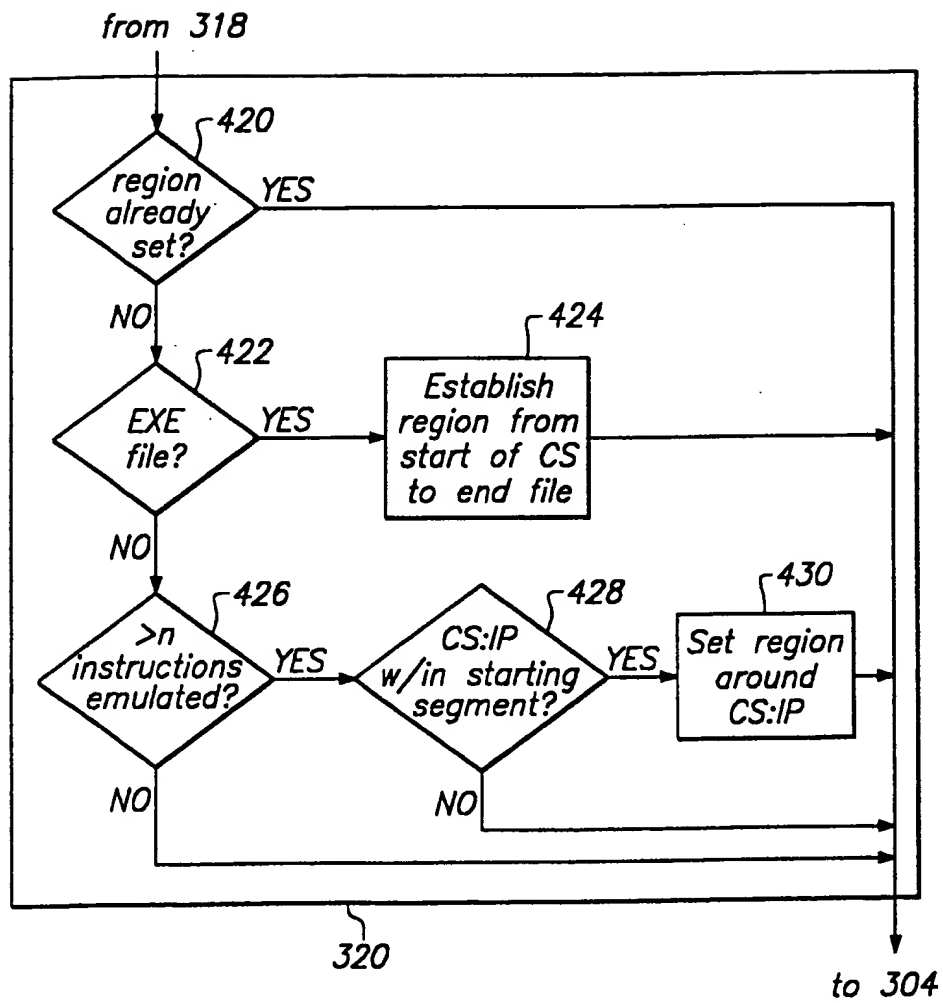 from 318
420
region
already
set?
YES
NO
422
EXE
file?
YES
424
Establish
region from
start of CS
to end file
NO
426
>n
instructions
emulated?
YES
428
CS:IP
w/in starting
segment?
YES
430
Set region
around
CS:IP
NO
NO
320
to 304